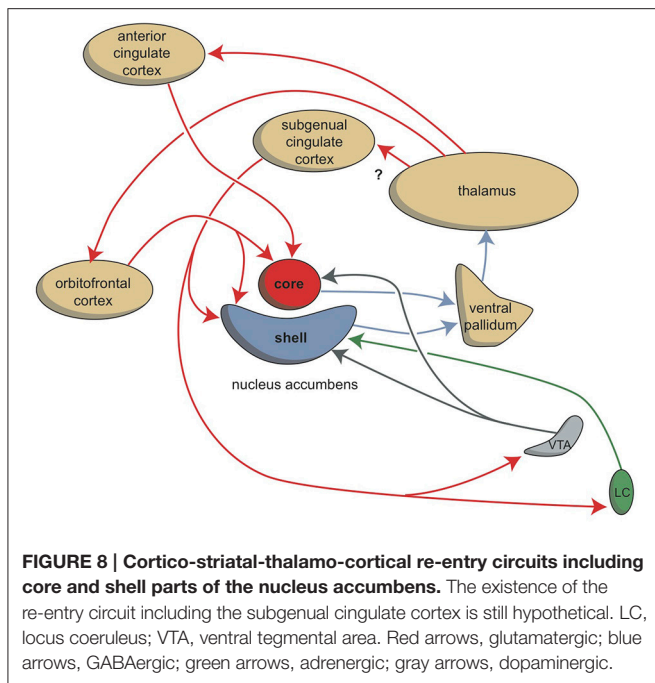 anterior
cingulate
cortex
subgenual
cingulate
cortex
?
thalamus
orbitofrontal
cortex
core
ventral
pallidum
shell
nucleus accumbens
VTA
LC
FIGURE 8 | Cortico-striatal-thalamo-cortical re-entry circuits including
core and shell parts of the nucleus accumbens. The existence of the
re-entry circuit including the subgenual cingulate cortex is still hypothetical. LC,
locus coeruleus; VTA, ventral tegmental area. Red arrows, glutamatergic; blue
arrows, GABAergic; green arrows, adrenergic; gray arrows, dopaminergic.